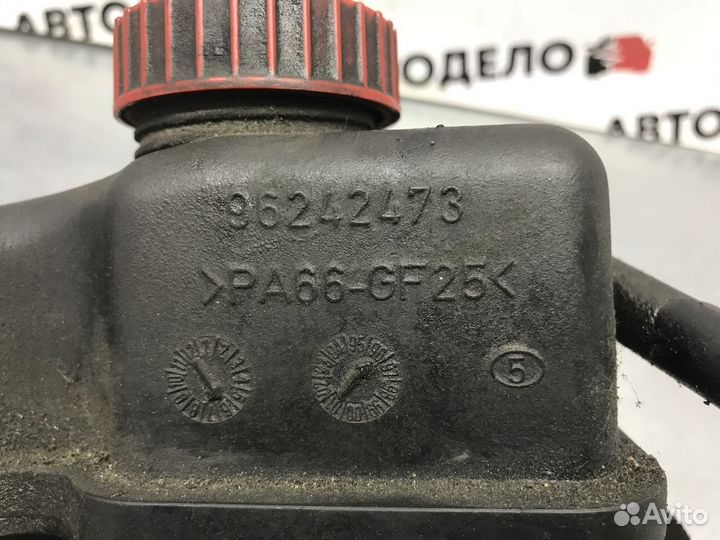 АВТО
ОДЕЛО
АВТО
96242473
>PA66-GF25<
5
Avito